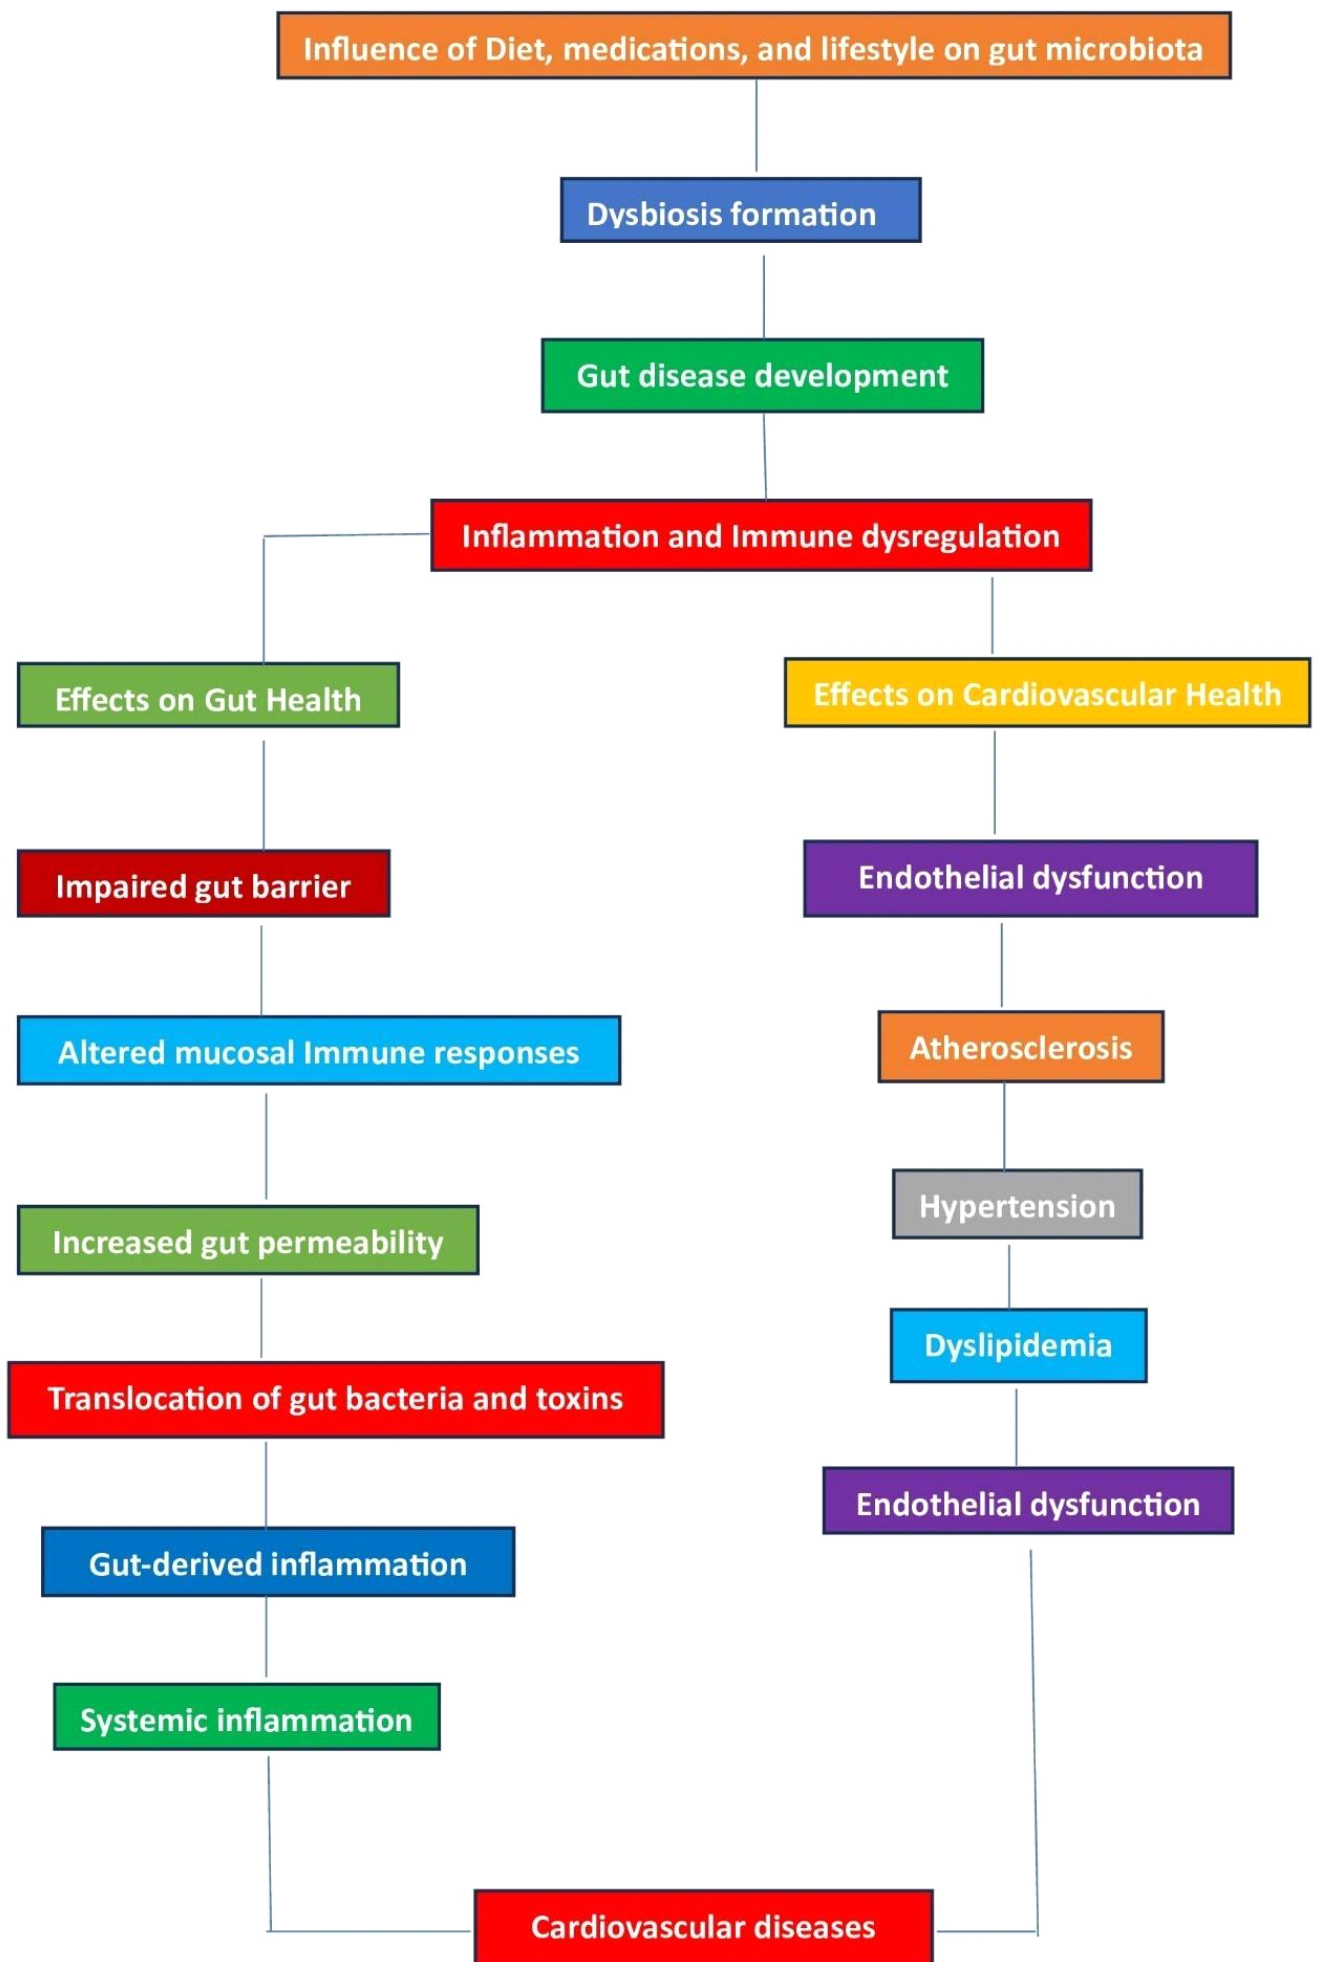 Influence of Diet, medications, and lifestyle on gut microbiota
Dysbiosis formation
Gut disease development
Inflammation and Immune dysregulation
Effects on Gut Health
Impaired gut barrier
Altered mucosal Immune responses
Increased gut permeability
Translocation of gut bacteria and toxins
Gut-derived inflammation
Systemic inflammation
Effects on Cardiovascular Health
Endothelial dysfunction
Atherosclerosis
Hypertension
Dyslipidemia
Endothelial dysfunction
Cardiovascular diseases